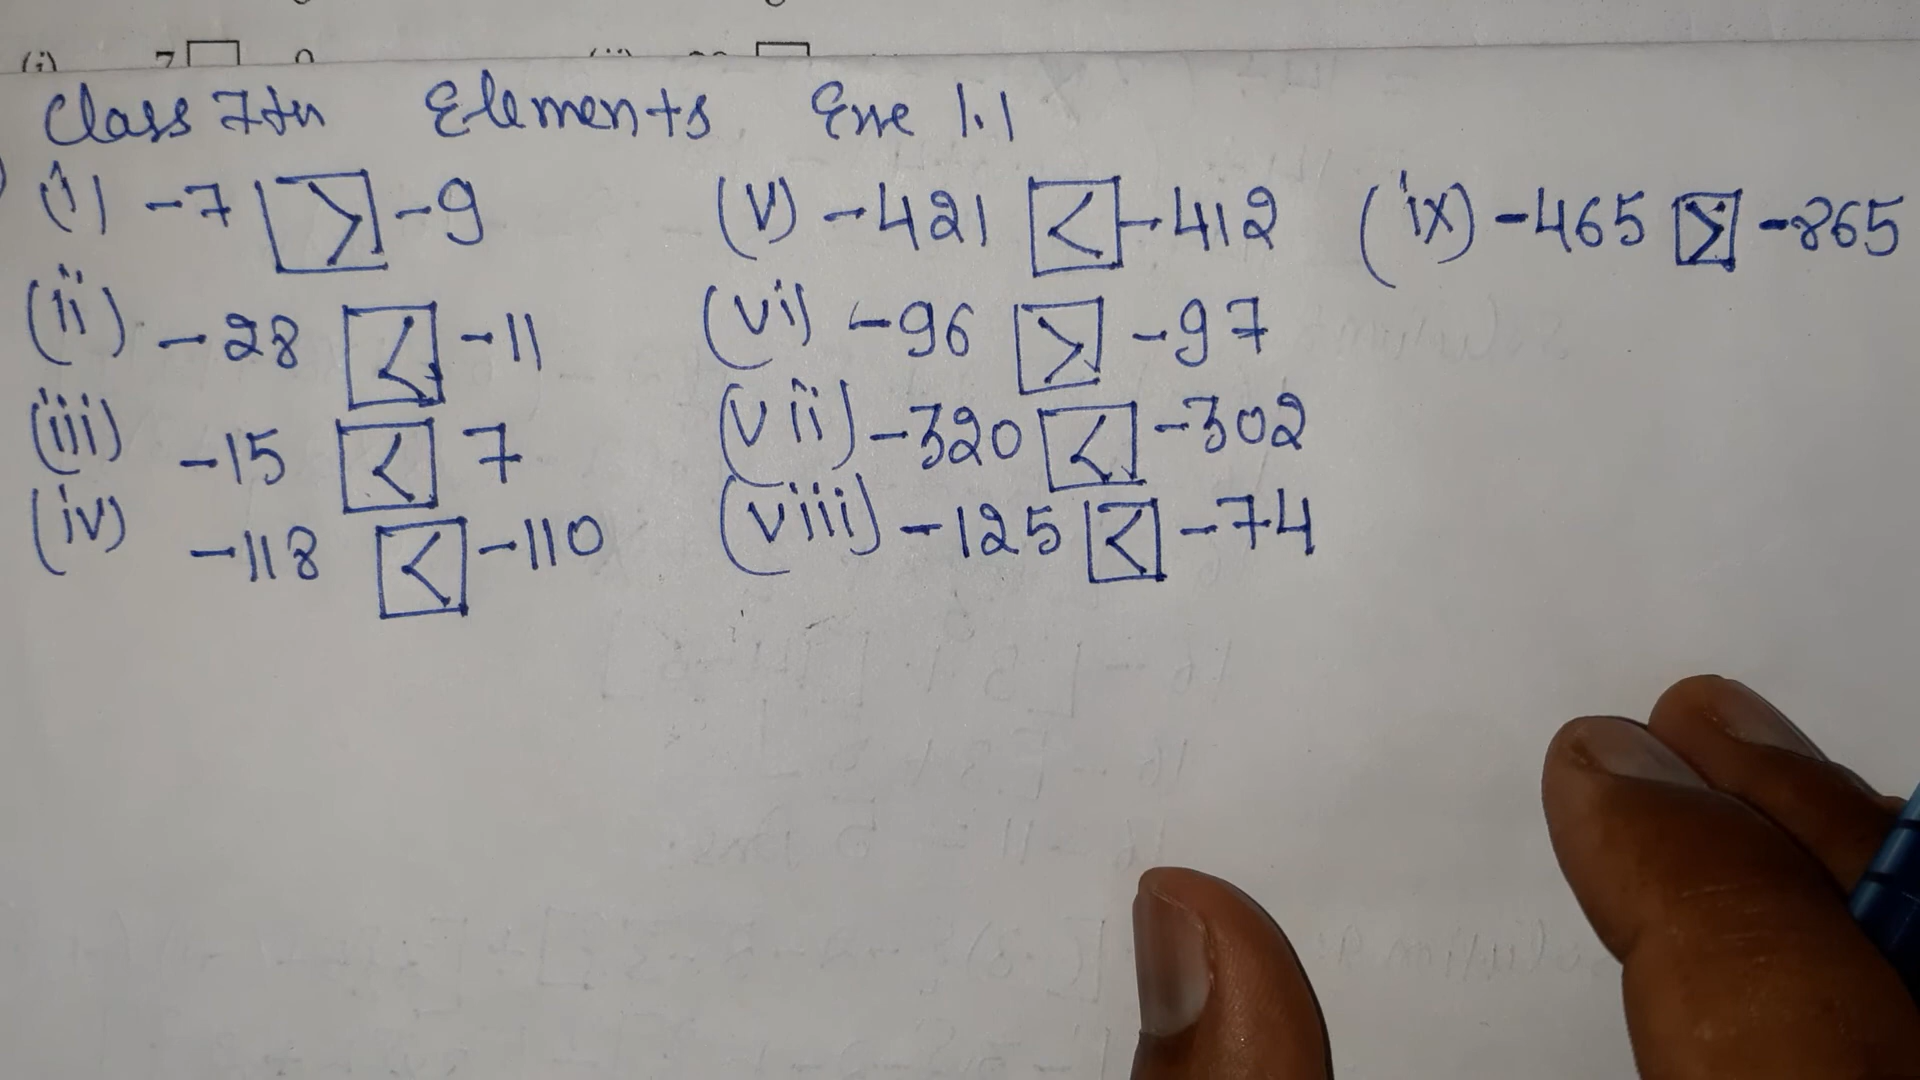 Class 7th Elements Exe 1.1
(i) -7 > -9
(ii) -28 < -11
(iii) -15 < 7
(iv) -118 < -110
(v) -421 < -412
(vi) -96 > -97
(vii) -320 < -302
(viii) -125 < -74
(ix) -465 > -865